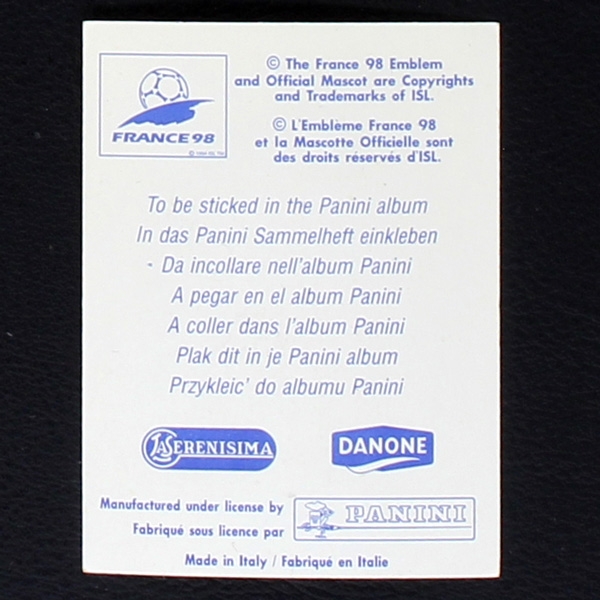 FRANCE 98
© The France 98 Emblem
and Official Mascot are Copyrights
and Trademarks of ISL.
© L'Emblème France 98
et la Mascotte Officielle sont
des droits réservés d'ISL.
To be sticked in the Panini album
In das Panini Sammelheft einkleben
- Da incollare nell'album Panini
A pegar en el album Panini
A coller dans l'album Panini
Plak dit in je Panini album
Przykleic' do albumu Panini
LASERENISIMA
DANONE
Manufactured under license by
Fabriqué sous licence par
PANINI
Made in Italy / Fabriqué en Italie